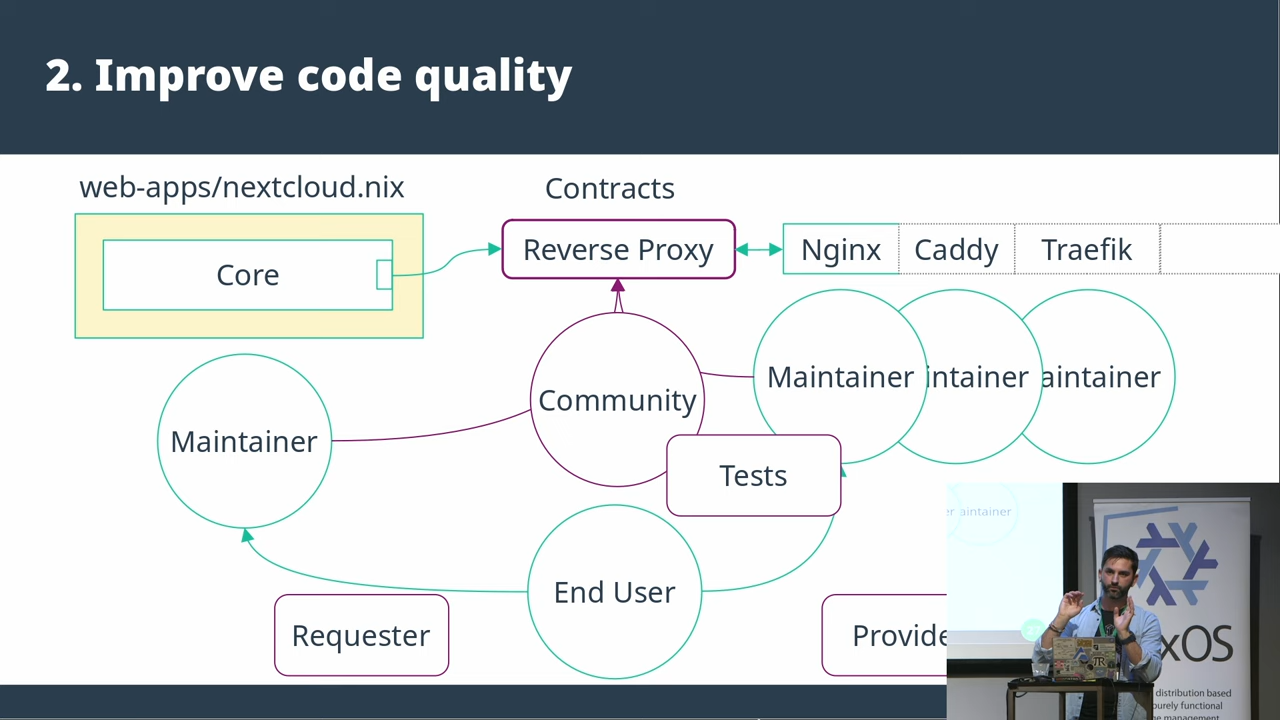 2. Improve code quality
web-apps/nextcloud.nix
Contracts
Core
Reverse Proxy
Nginx
Caddy
Traefik
Maintainer
Community
Maintainer
intainer
aintainer
Tests
End User
Requester
Provide
aintainer
xOS
distribution based
purely functional
management